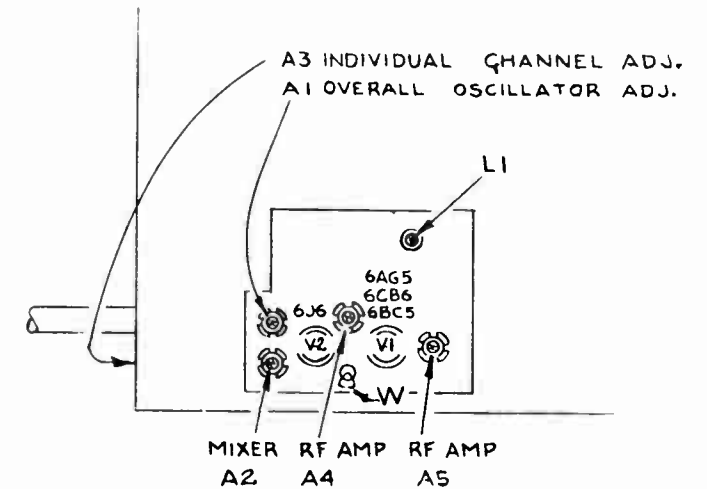 A3 INDIVIDUAL CHANNEL ADJ.
A1 OVERALL OSCILLATOR ADJ.
L1
6AG5
6CB6
6J6 6BC5
V2 V1
W
MIXER RF AMP RF AMP
A2 A4 A5